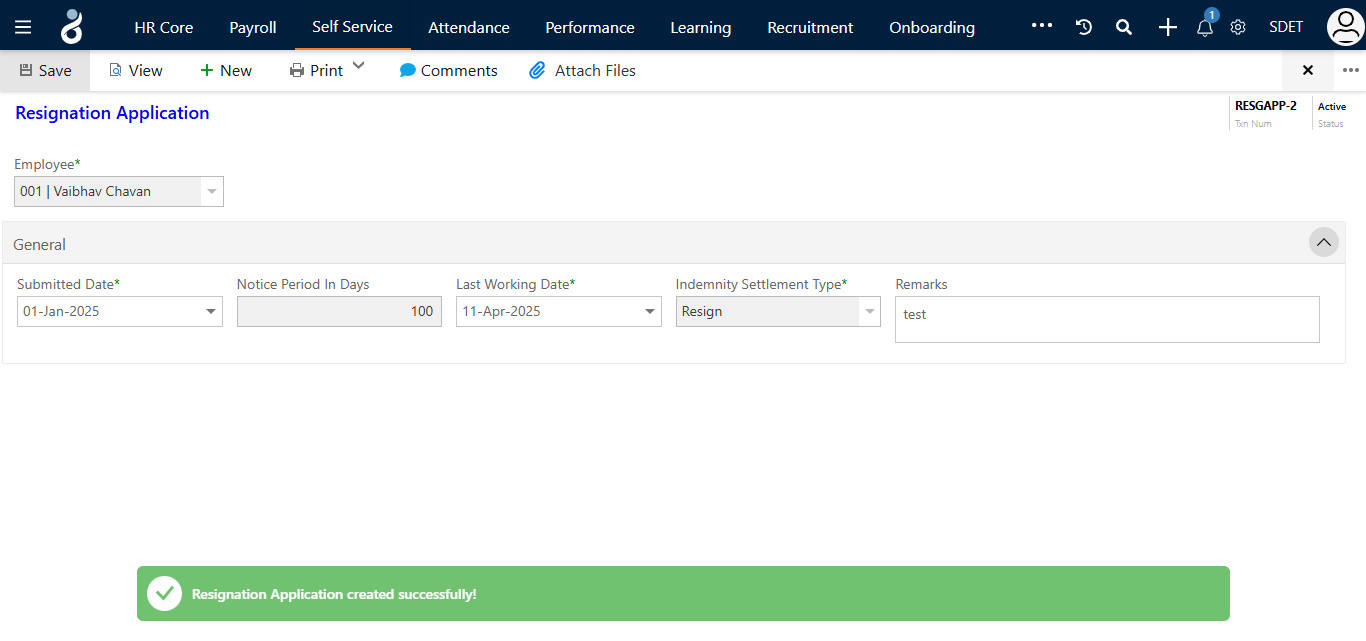 HR Core Payroll Self Service Attendance Performance Learning Recruitment Onboarding ••• 1 SDET
Save View + New Print Comments Attach Files ✕ •••
Resignation Application
RESGAPP-2 Active
Txn Num Status
Employee*
001 | Vaibhav Chavan
General
Submitted Date* Notice Period In Days Last Working Date* Indemnity Settlement Type* Remarks
01-Jan-2025 100 11-Apr-2025 Resign test
Resignation Application created successfully!